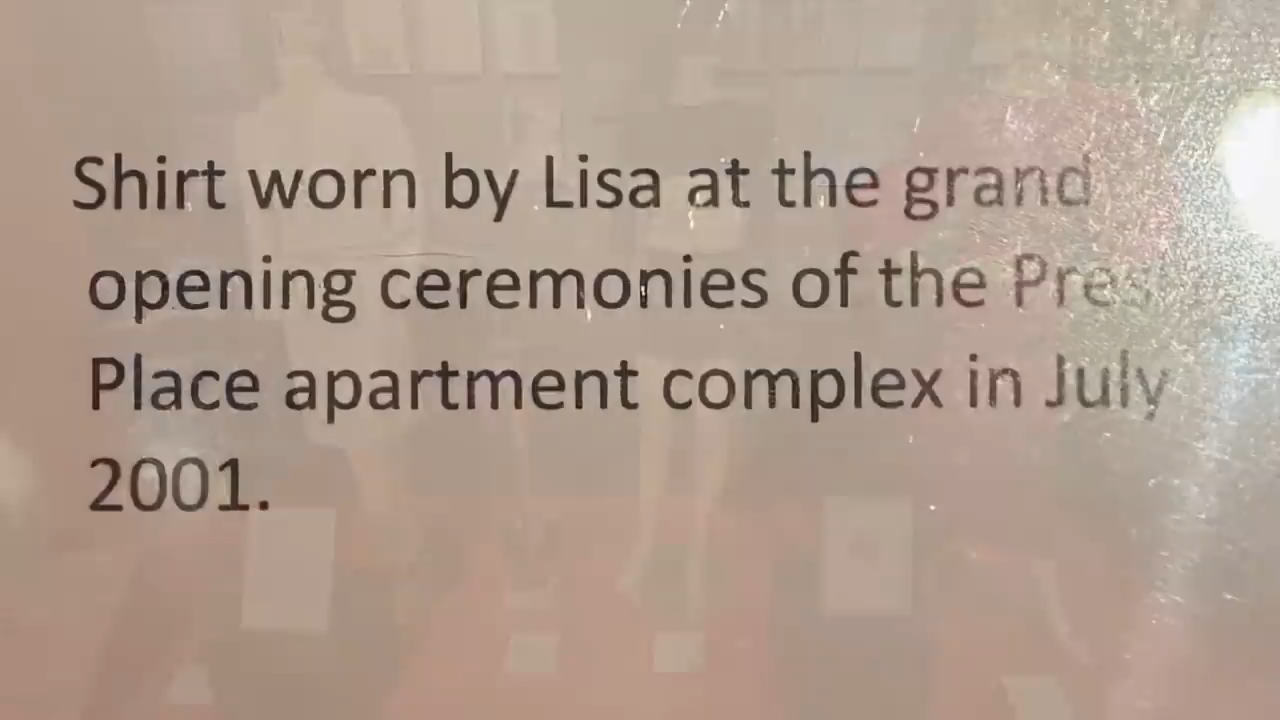 Shirt worn by Lisa at the grand
opening ceremonies of the
Place apartment complex in July
2001.